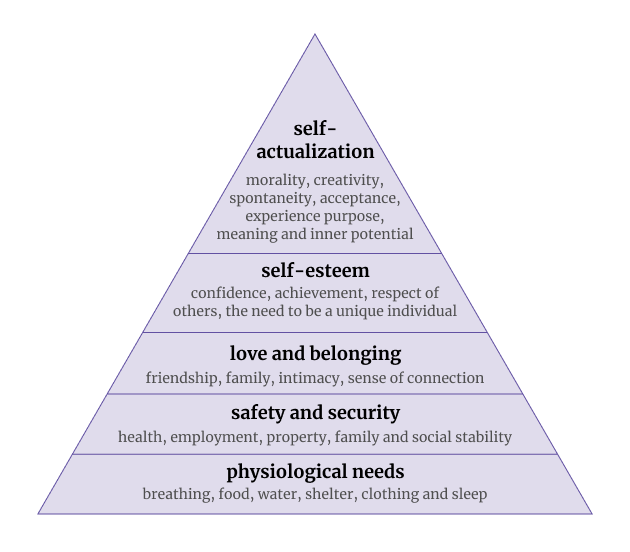 self-
actualization
morality, creativity,
spontaneity, acceptance,
experience purpose,
meaning and inner potential
self-esteem
confidence, achievement, respect of
others, the need to be a unique individual
love and belonging
friendship, family, intimacy, sense of connection
safety and security
health, employment, property, family and social stability
physiological needs
breathing, food, water, shelter, clothing and sleep